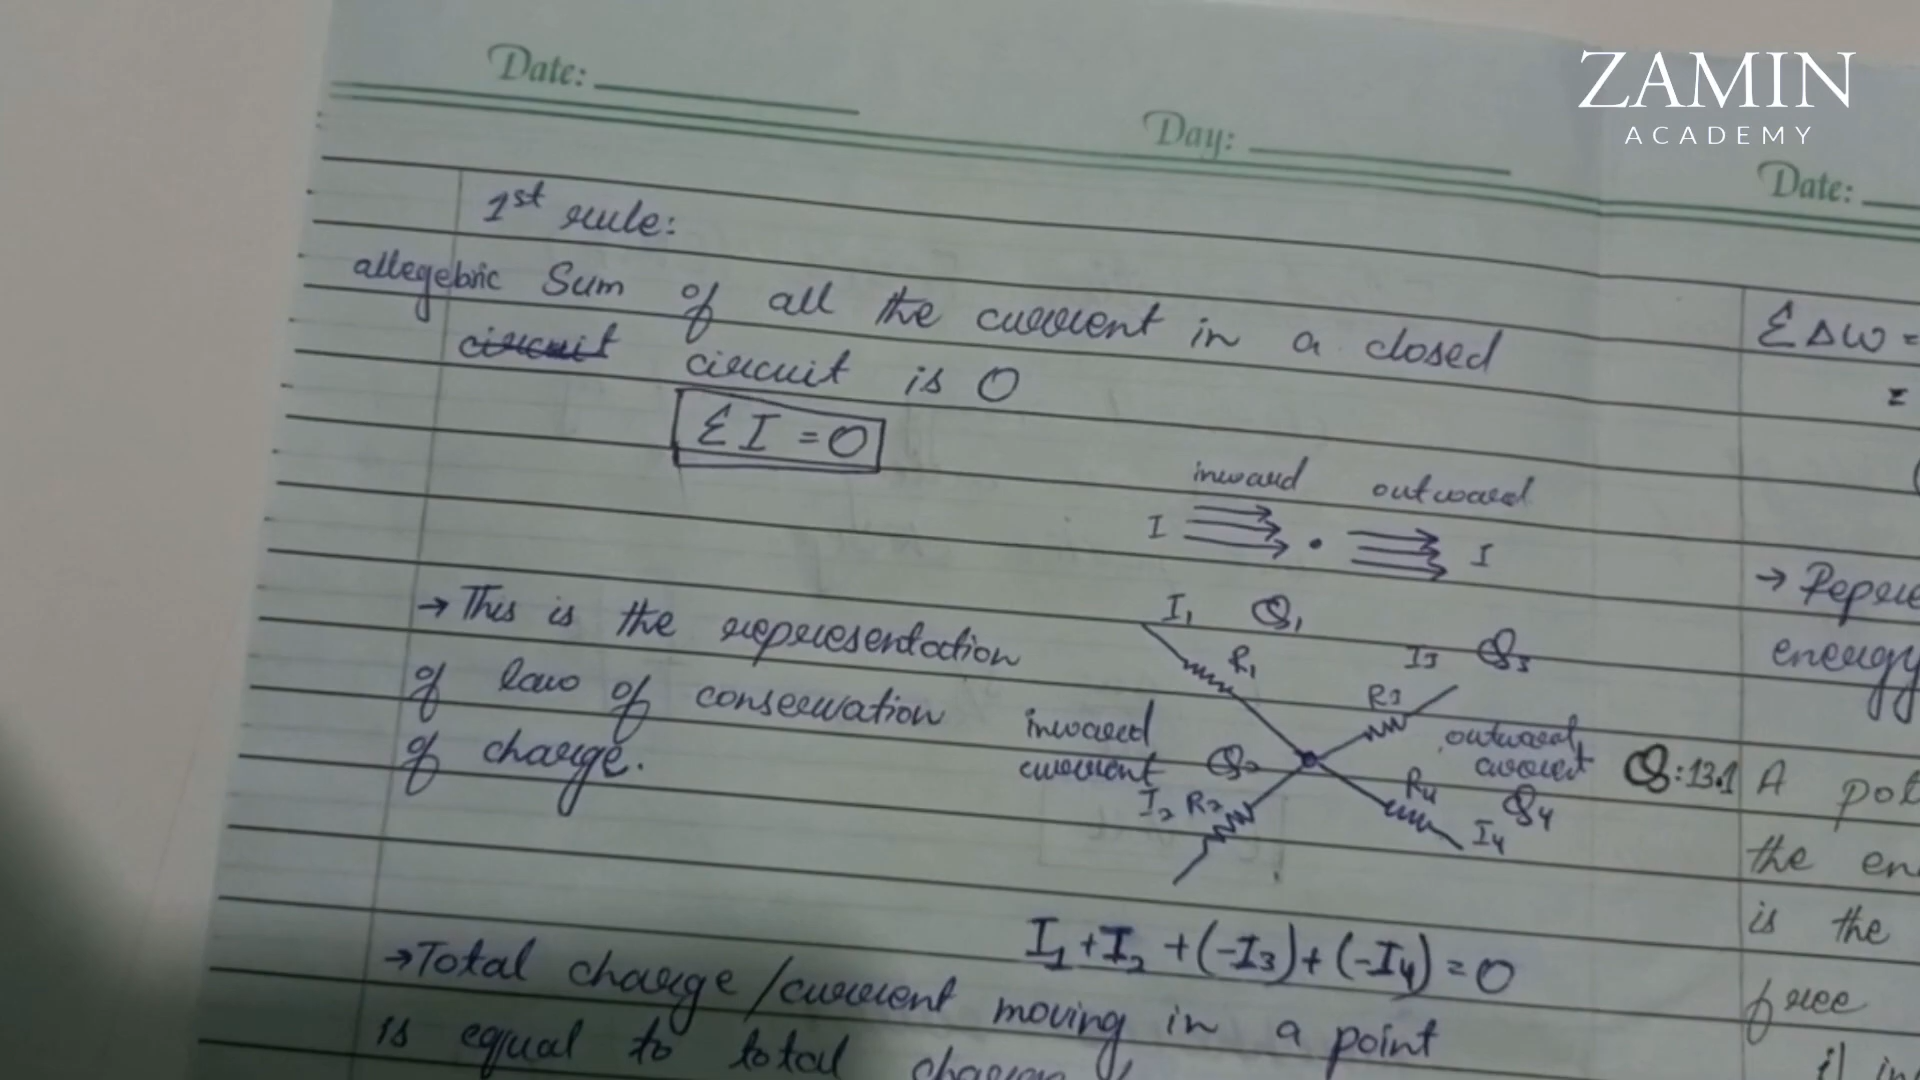 ZAMIN
ACADEMY
Date:
Day:
Date:
1st rule:
allegebric Sum of all the current in a closed
circuit circuit is 0
ΣI = 0
inward outward
I I
→ This is the representation
of law of conservation
of charge.
I1 Q1
R1
I3 Q3
R3
inward
current
Q2
I2 R2
outward
current
R4
Q4
I4
I1 + I2 + (-I3) + (-I4) = 0
→ Total charge / current moving in a point
is equal to total
ΣΔW =
=
→
energy
Q:13.1 A
the
is the
free